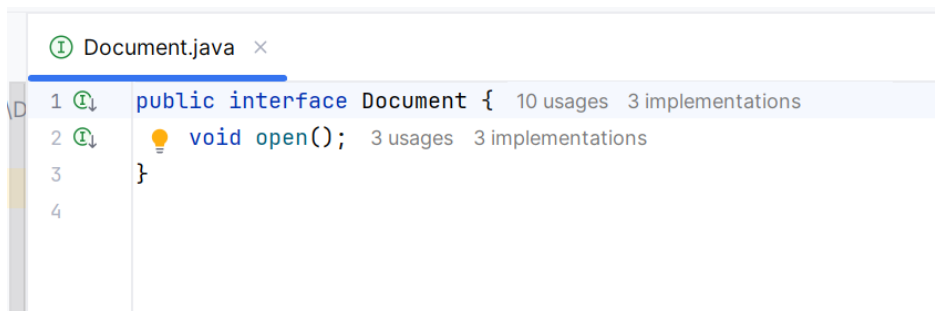 Document.java
\D
1 public interface Document { 10 usages 3 implementations
2 void open(); 3 usages 3 implementations
3 }
4